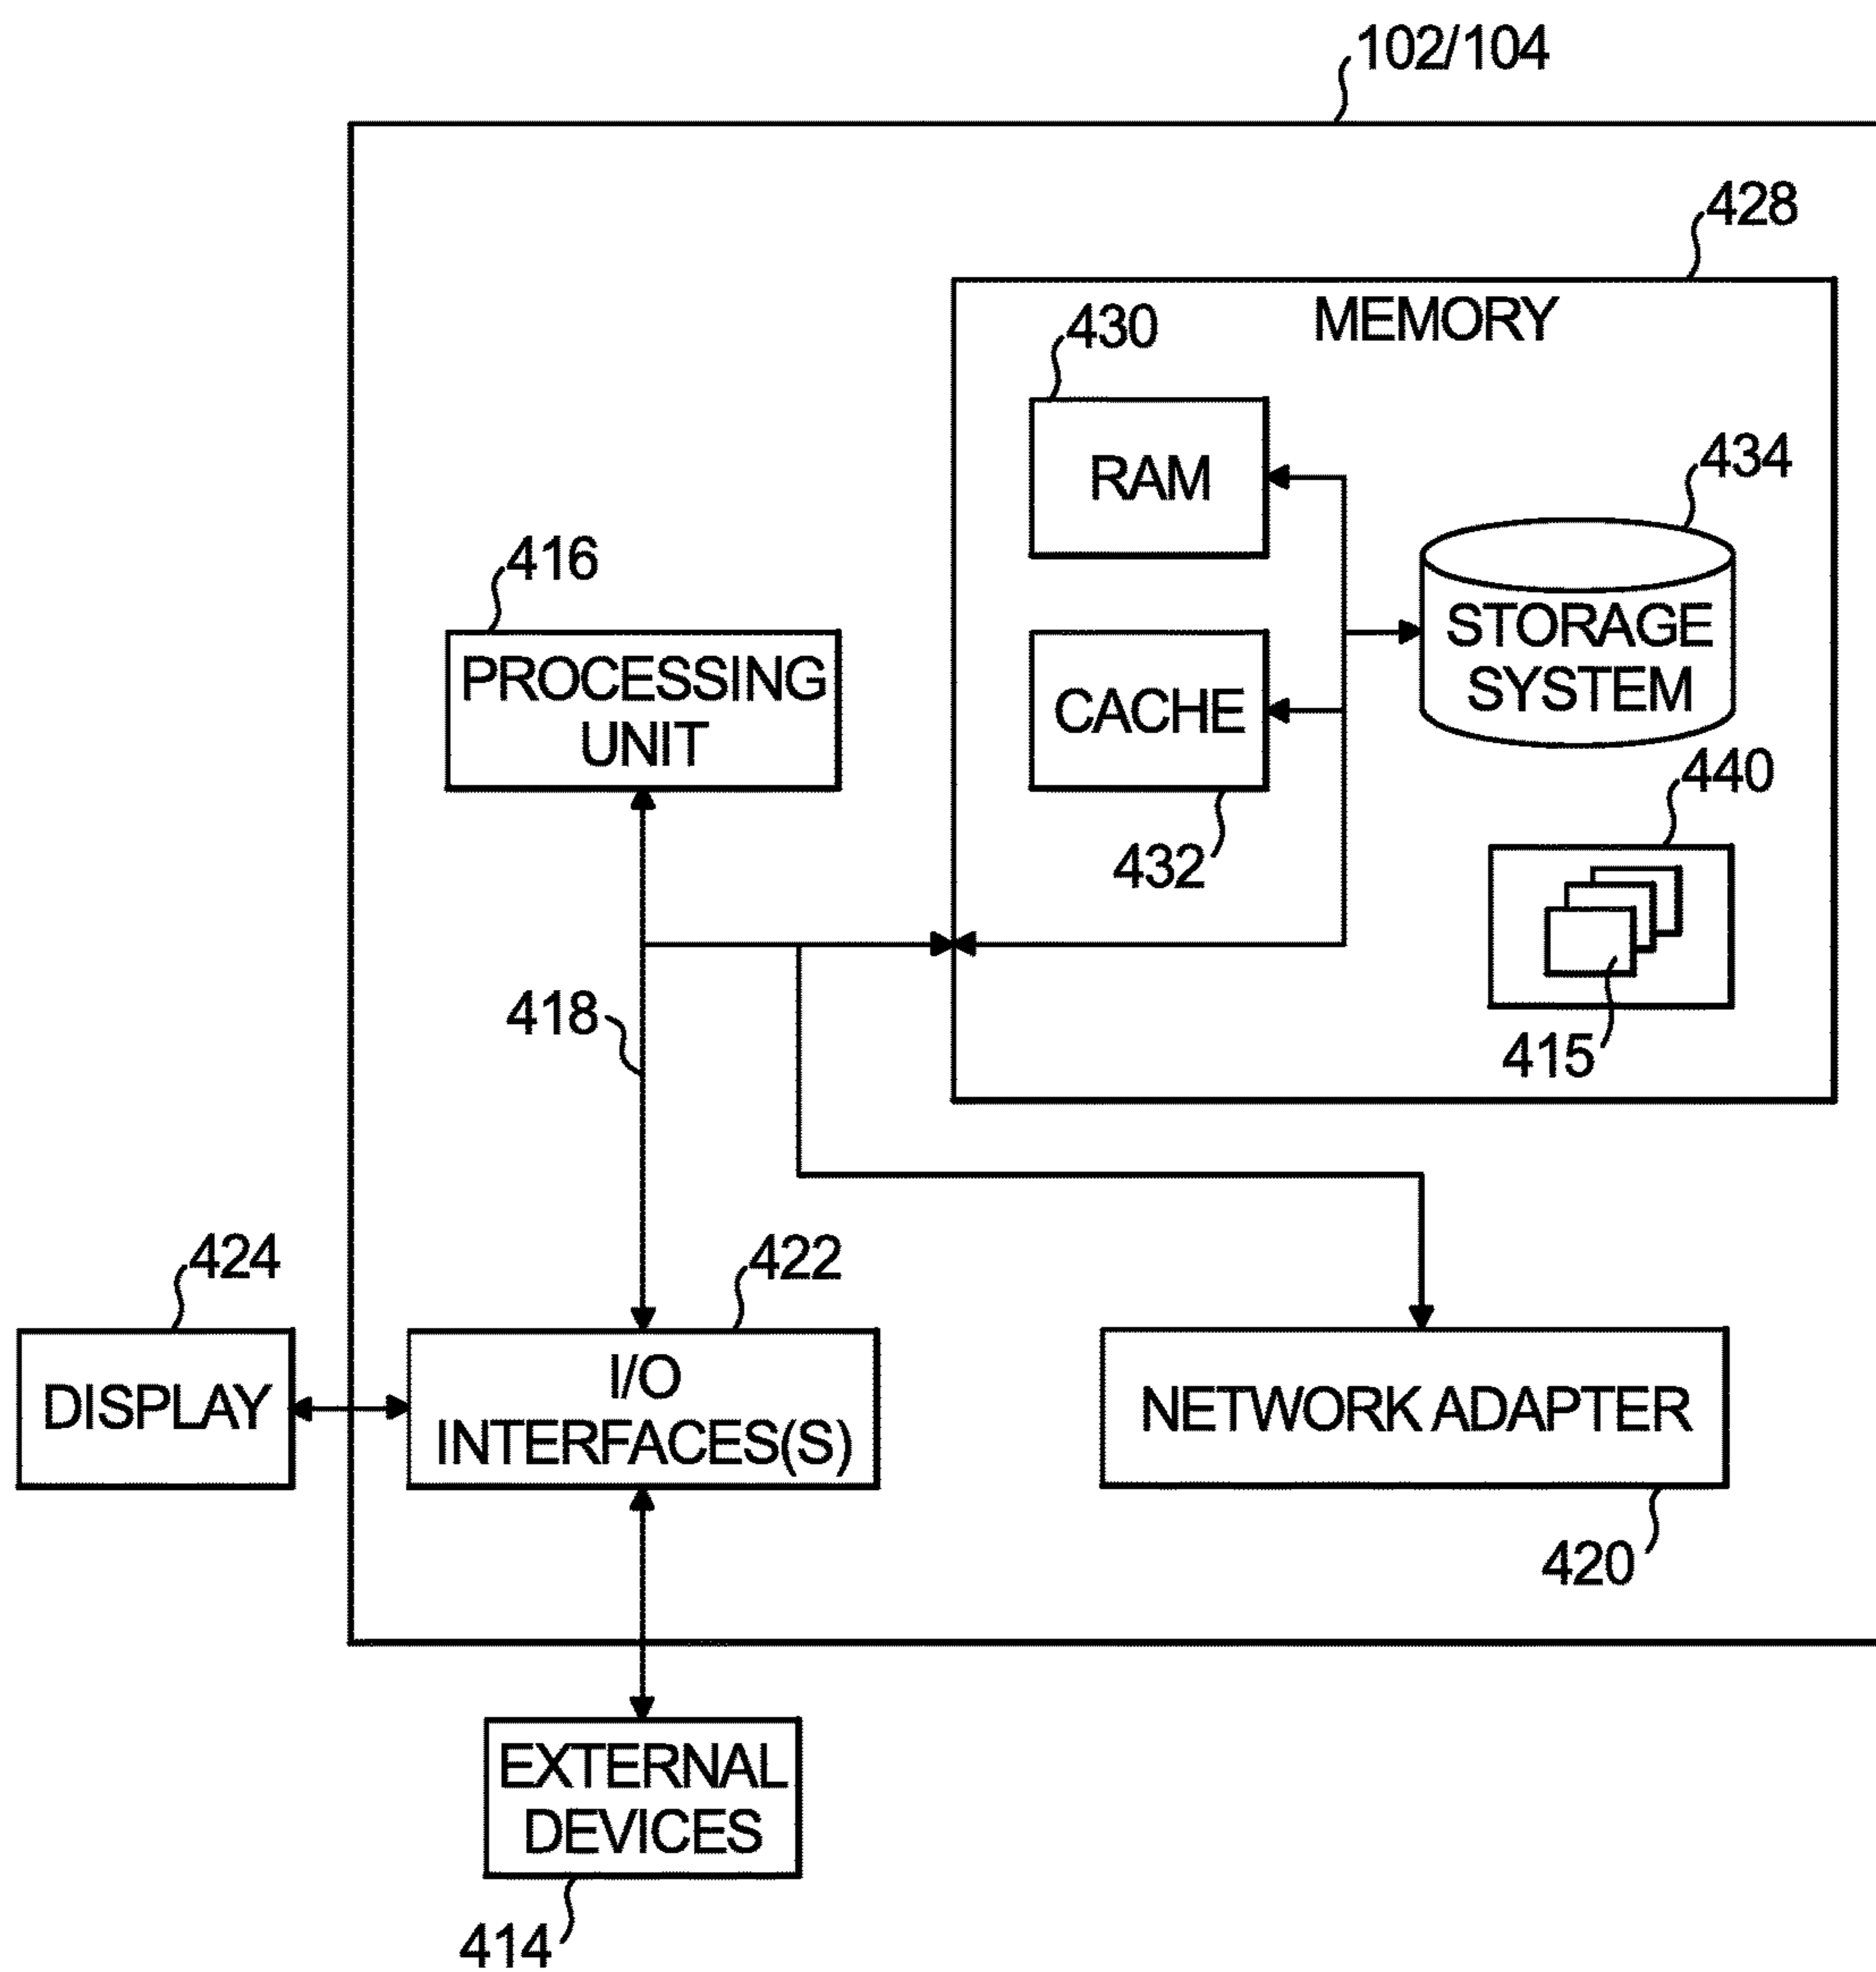 102/104
428
MEMORY
430
RAM
434
STORAGE
SYSTEM
416
PROCESSING
UNIT
CACHE
432
440
415
418
424
DISPLAY
422
I/O
INTERFACES(S)
NETWORK ADAPTER
420
EXTERNAL
DEVICES
414